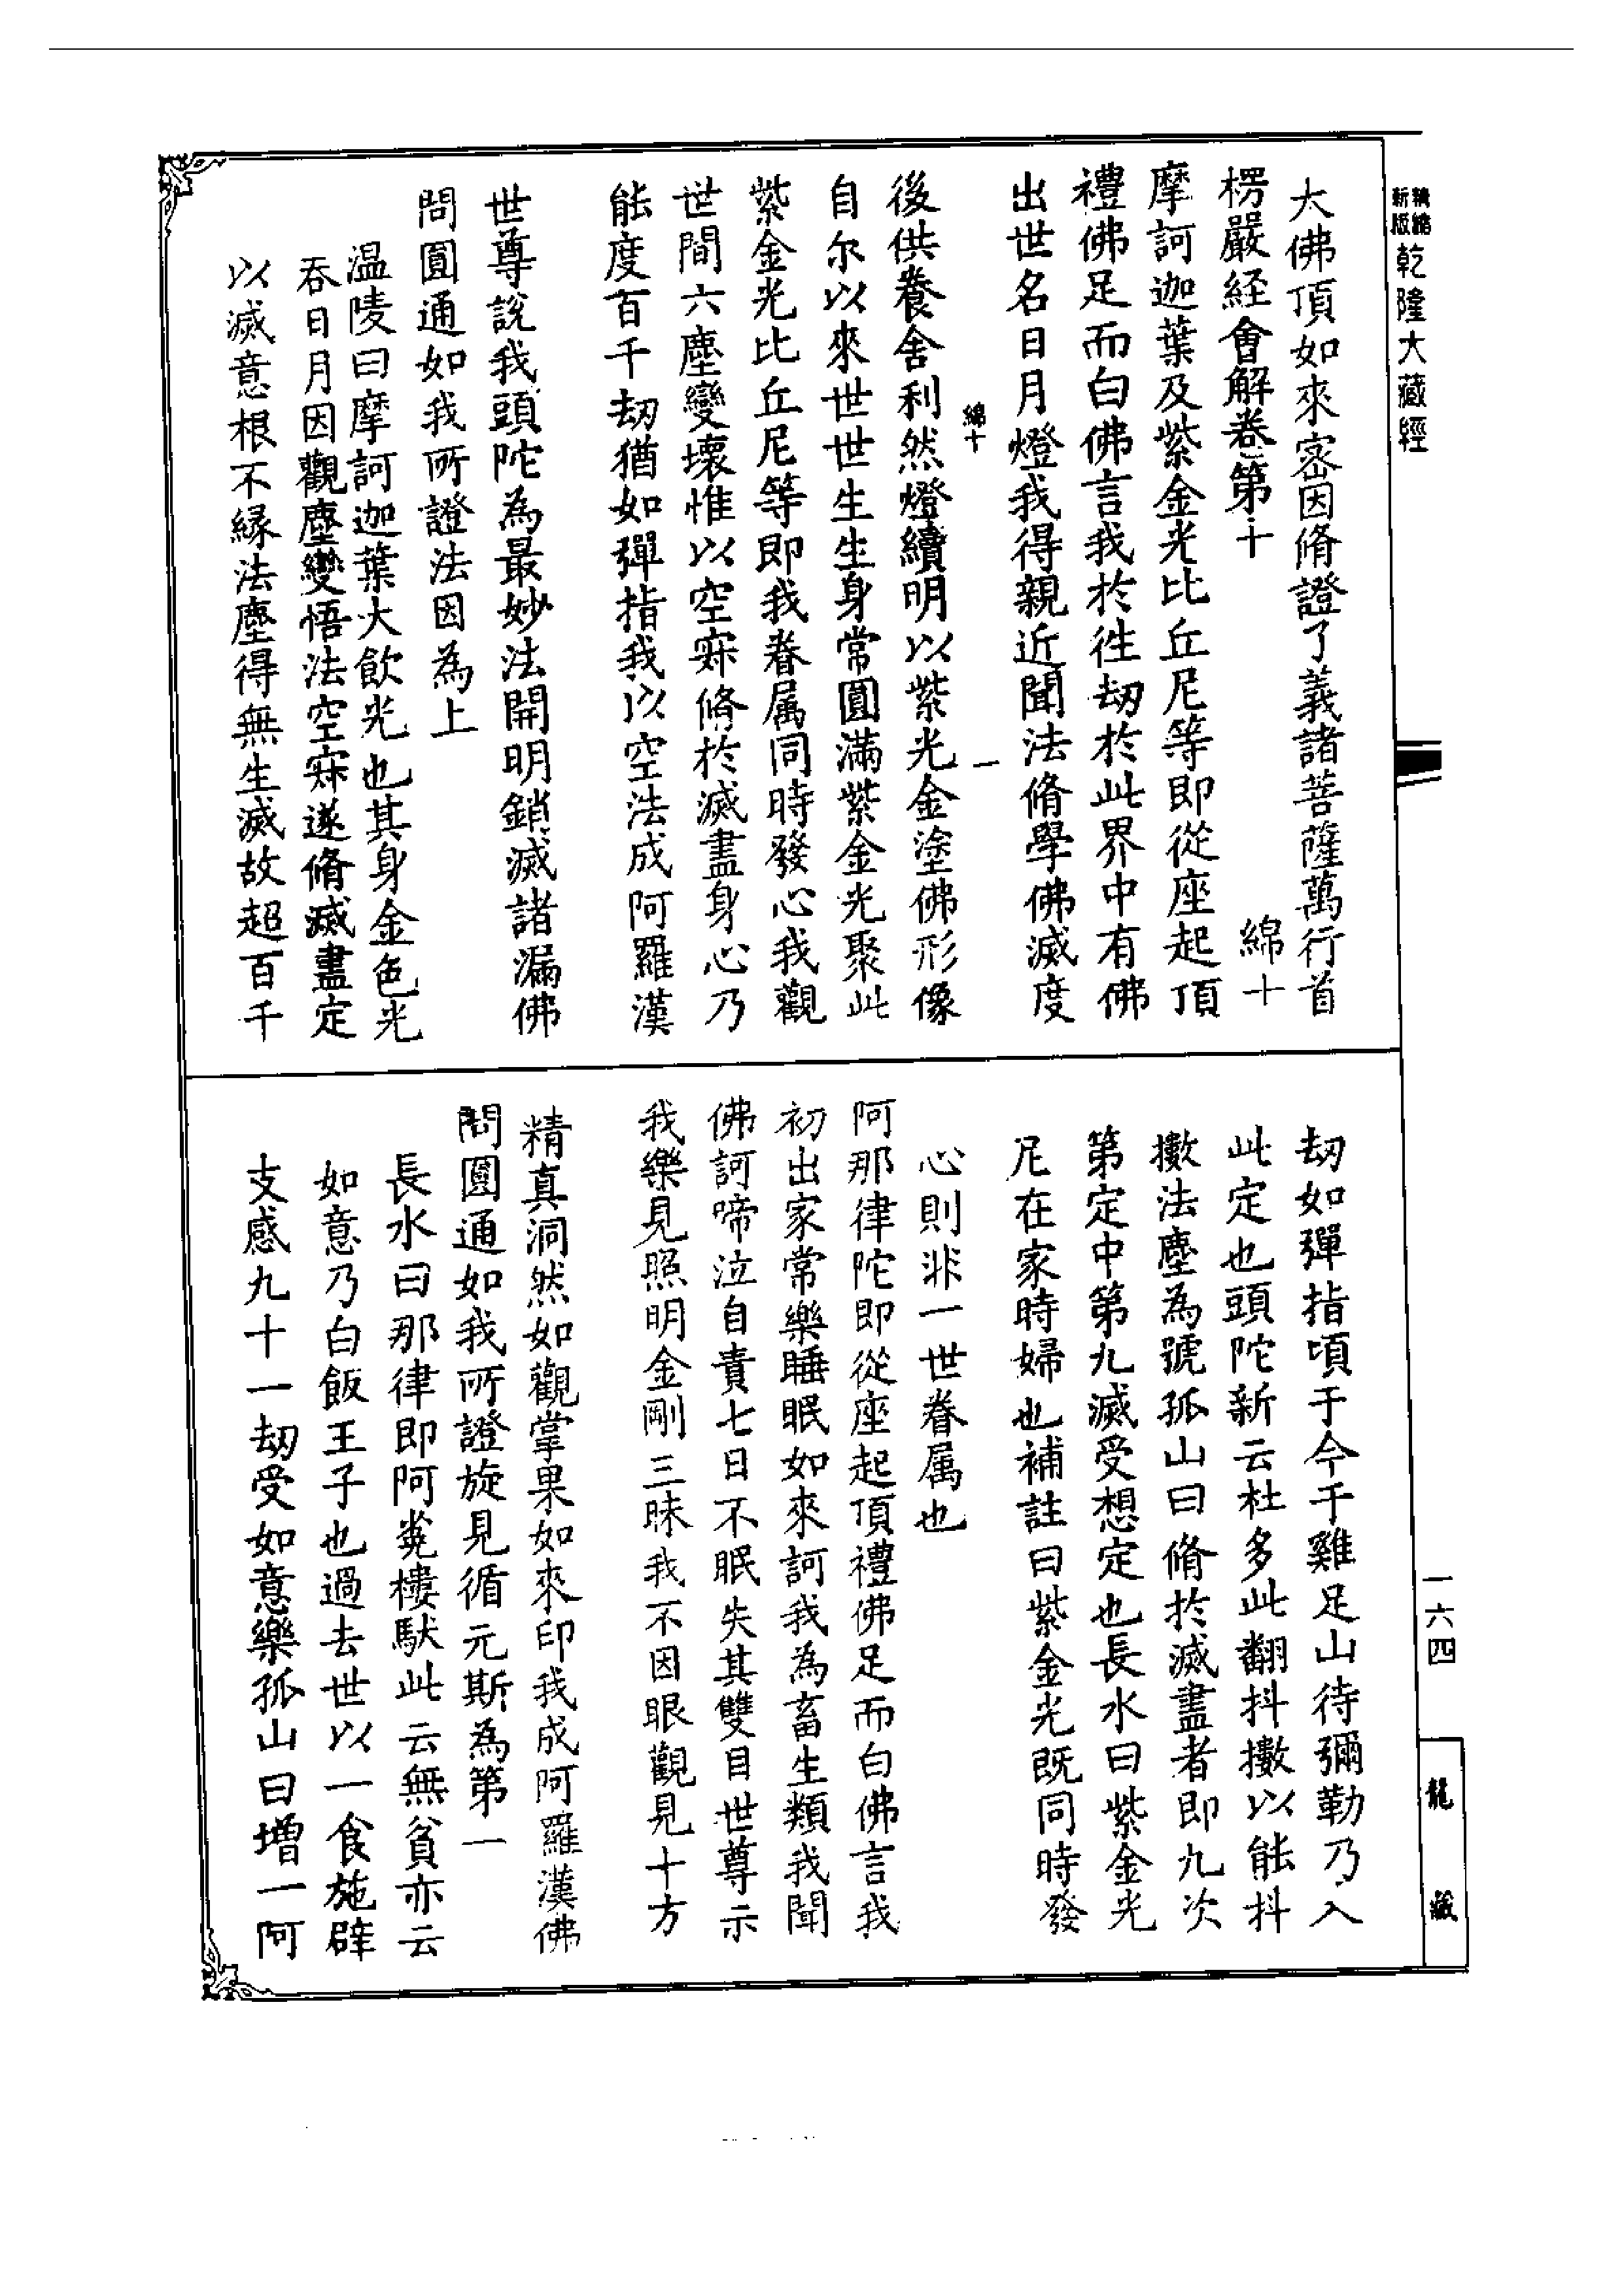 新版
精縮
乾隆大藏經
大佛頂如來密因脩證了義諸菩薩萬行首
楞嚴経會解卷第十　綿十
摩訶迦葉及紫金光比丘尼等即從座起頂
禮佛足而白佛言我於往劫於此界中有佛
出世名日月燈我得親近聞法脩學佛滅度
綿十　一
後供養舍利然燈續明以紫光金塗佛形像
自尔以來世世生生身常圓滿紫金光聚此
紫金光比丘尼等即我眷属同時發心我觀
世間六塵變壞惟以空寂脩於滅盡身心乃
能度百千劫猶如彈指我以空法成阿羅漢
世尊說我頭陀為最妙法開明銷滅諸漏佛
問圓通如我所證法因為上
温陵曰摩訶迦葉大飲光也其身金色光
吞日月因觀塵變悟法空寂遂脩滅盡定
以滅意根不緣法塵得無生滅故超百千
劫如彈指頃于今千雞足山待彌勒乃入
此定也頭陀新云杜多此翻抖擻以能抖
擻法塵為號孤山曰脩於滅盡者即九次
第定中第九滅受想定也長水曰紫金光
尼在家時婦也補註曰紫金光既同時發
心則非一世眷属也
阿那律陀即從座起頂禮佛足而白佛言我
初出家常樂睡眠如來訶我為畜生類我聞
佛訶啼泣自責七日不眠失其雙目世尊示
我樂見照明金剛三昧我不因眼觀見十方
精真洞然如觀掌果如來印我成阿羅漢佛
問圓通如我所證旋見循元斯為第一
長水曰那律即阿㝹樓馱此云無貧亦云
如意乃白飯王子也過去世以一食施辟
支感九十一劫受如意樂孤山曰增一阿
一六四
龍藏